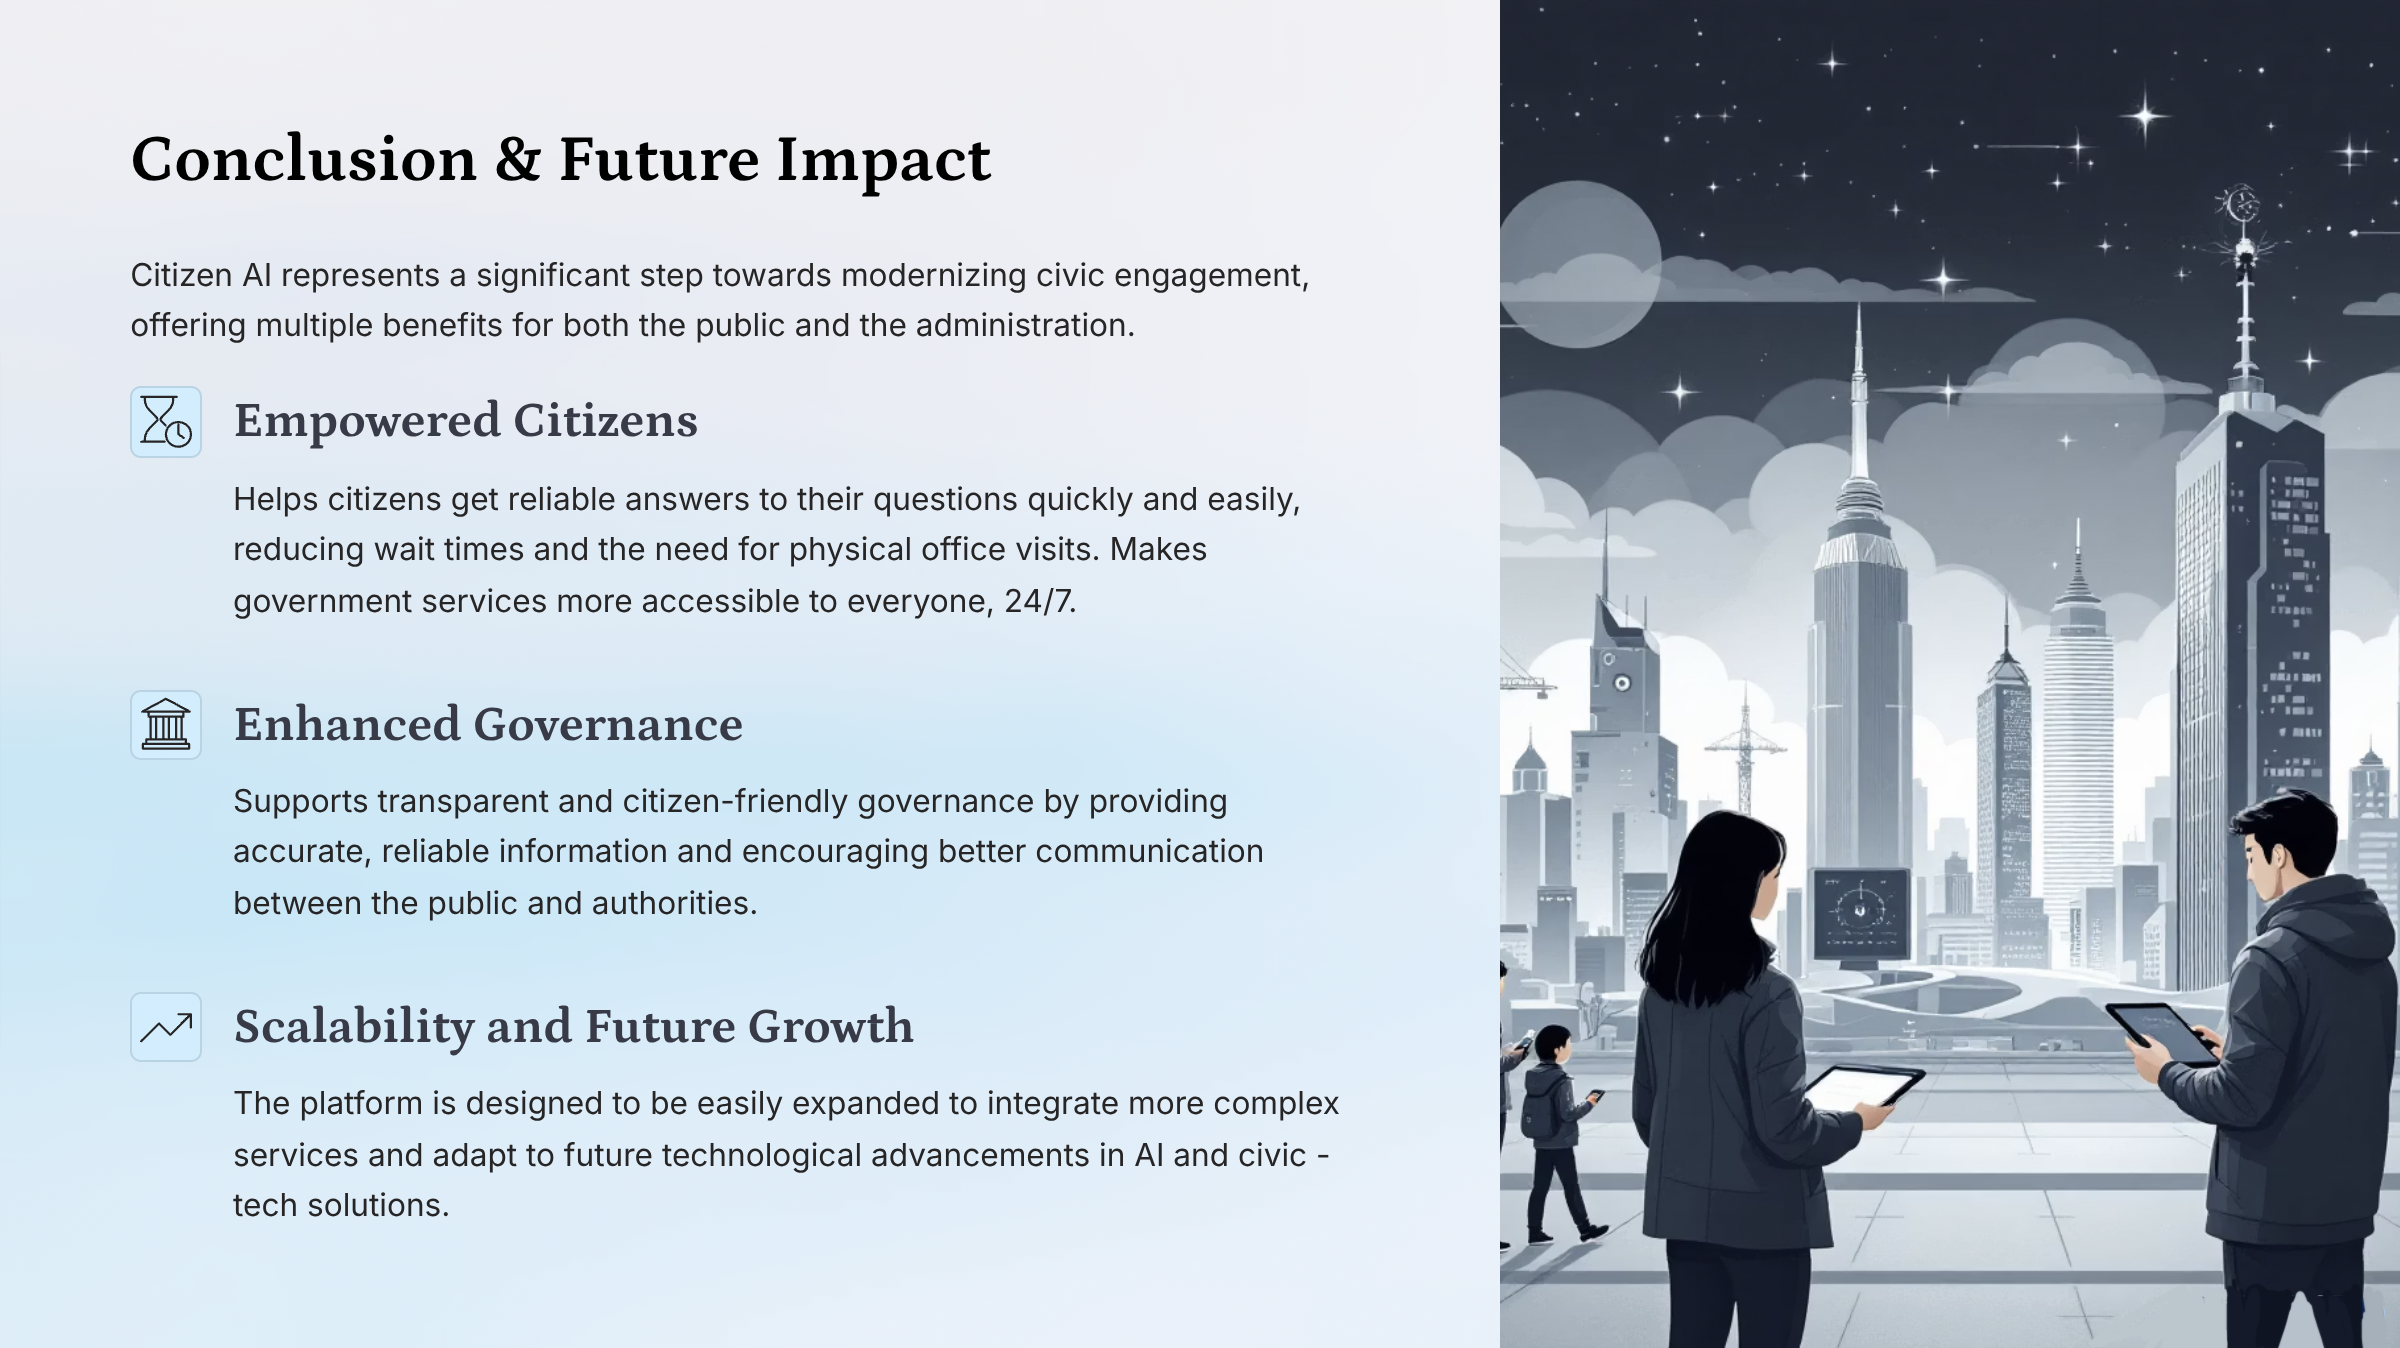 Conclusion & Future Impact
Citizen AI represents a significant step towards modernizing civic engagement,
offering multiple benefits for both the public and the administration.
Empowered Citizens
Helps citizens get reliable answers to their questions quickly and easily,
reducing wait times and the need for physical office visits. Makes
government services more accessible to everyone, 24/7.
Enhanced Governance
Supports transparent and citizen-friendly governance by providing
accurate, reliable information and encouraging better communication
between the public and authorities.
Scalability and Future Growth
The platform is designed to be easily expanded to integrate more complex
services and adapt to future technological advancements in AI and civic -
tech solutions.